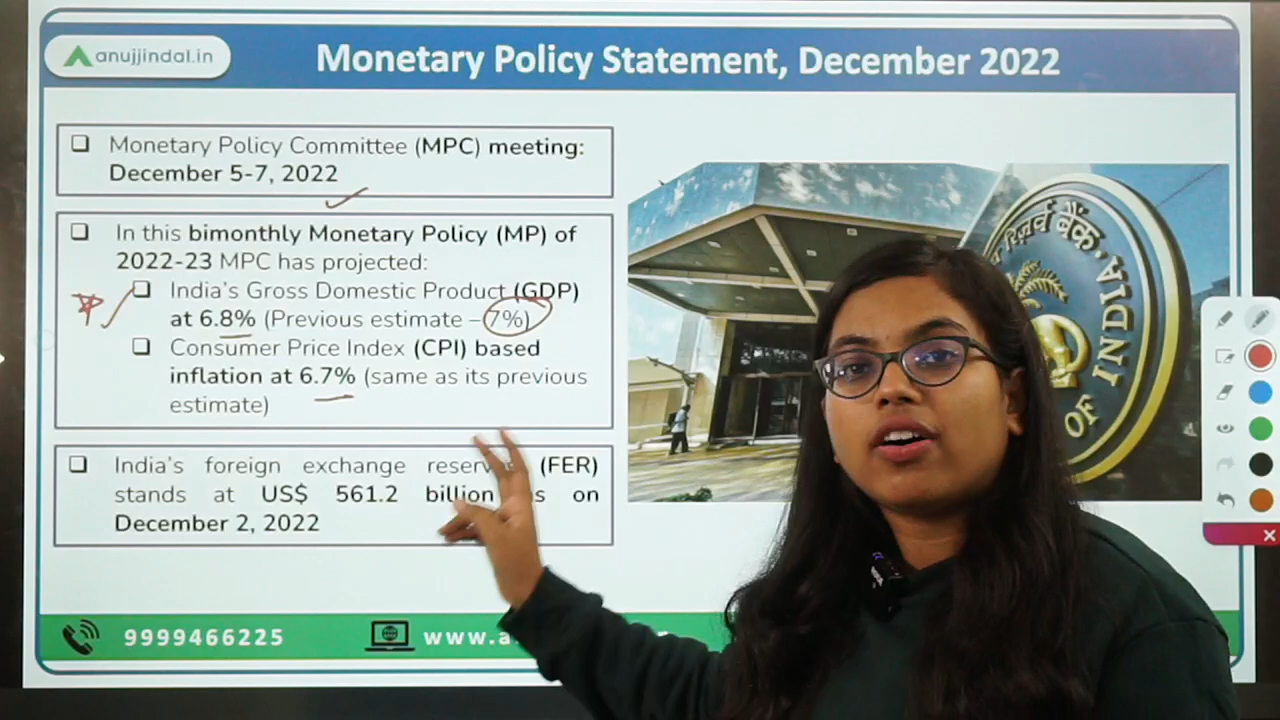 anujjindal.in
Monetary Policy Statement, December 2022
Monetary Policy Committee (MPC) meeting:
December 5-7, 2022
In this bimonthly Monetary Policy (MP) of
2022-23 MPC has projected:
India's Gross Domestic Product (GDP)
at 6.8% (Previous estimate – 7%)
Consumer Price Index (CPI) based
inflation at 6.7% (same as its previous
estimate)
India's foreign exchange (FER)
stands at US$ 561.2 billion on
December 2, 2022
रिज़र्व बैंक
INDIA
OF
9999466225